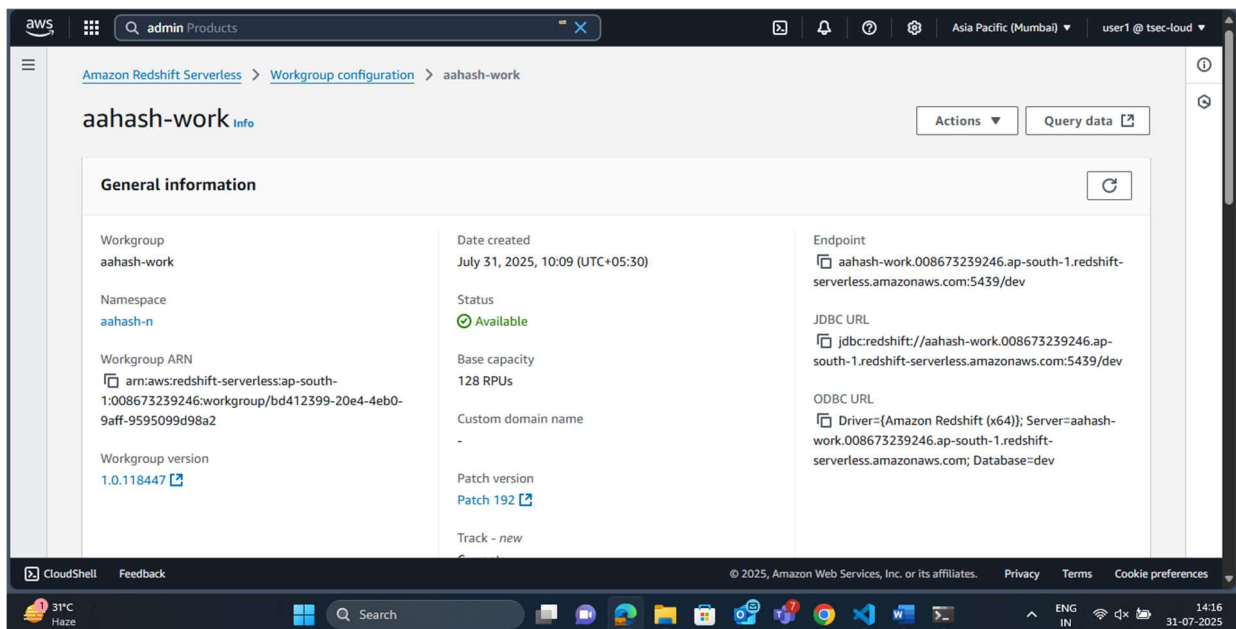 aws
admin Products
Asia Pacific (Mumbai) ▼
user1 @ tsec-loud ▼
Amazon Redshift Serverless > Workgroup configuration > aahash-work
aahash-work Info
Actions ▼
Query data
General information
Workgroup
aahash-work
Namespace
aahash-n
Workgroup ARN
arn:aws:redshift-serverless:ap-south-
1:008673239246:workgroup/bd412399-20e4-4eb0-
9aff-9595099d98a2
Workgroup version
1.0.118447
Date created
July 31, 2025, 10:09 (UTC+05:30)
Status
Available
Base capacity
128 RPUs
Custom domain name
-
Patch version
Patch 192
Track - new
Endpoint
aahash-work.008673239246.ap-south-1.redshift-
serverless.amazonaws.com:5439/dev
JDBC URL
jdbc:redshift://aahash-work.008673239246.ap-
south-1.redshift-serverless.amazonaws.com:5439/dev
ODBC URL
Driver={Amazon Redshift (x64)}; Server=aahash-
work.008673239246.ap-south-1.redshift-
serverless.amazonaws.com; Database=dev
CloudShell
Feedback
© 2025, Amazon Web Services, Inc. or its affiliates.
Privacy
Terms
Cookie preferences
1
31°C
Haze
Search
7
ENG
IN
14:16
31-07-2025